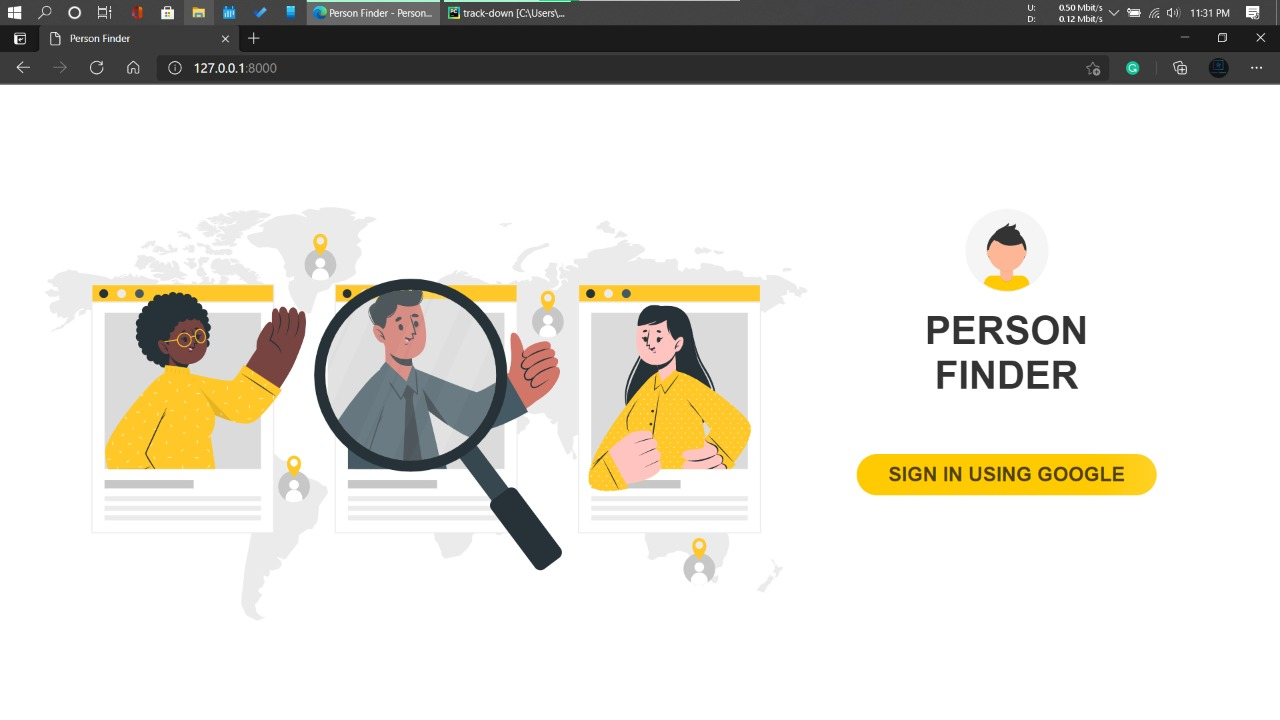 Person Finder - Person...
track-down [C:\Users\...
U: 0.50 Mbit/s
D: 0.12 Mbit/s
11:31 PM
Person Finder
127.0.0.1:8000
PERSON
FINDER
SIGN IN USING GOOGLE